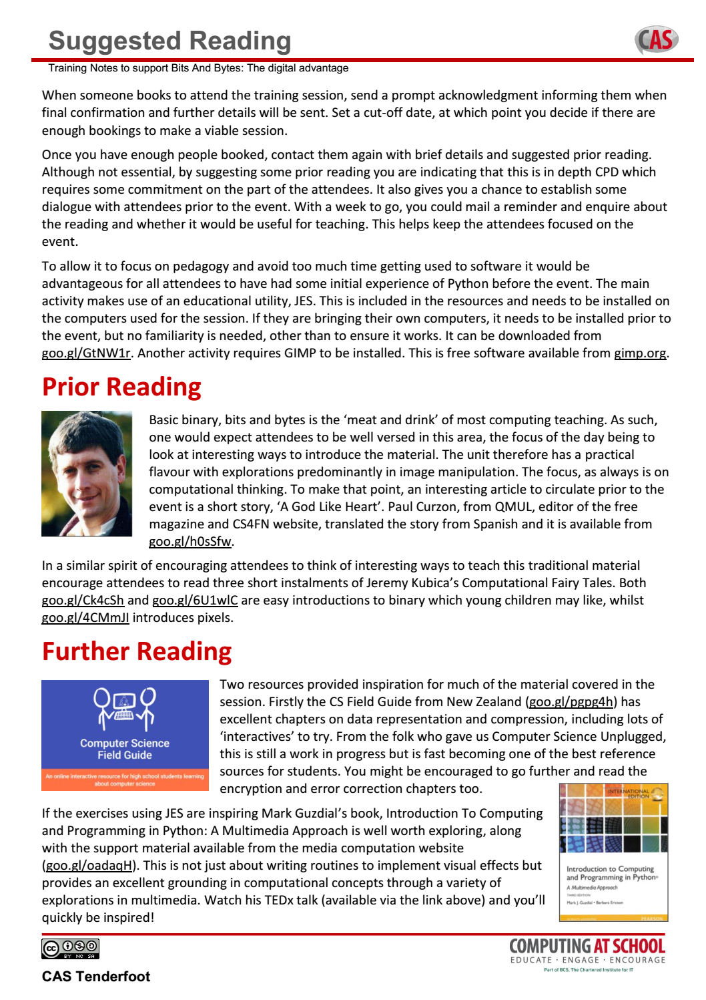 Suggested Reading
CAS
Training Notes to support Bits And Bytes: The digital advantage
When someone books to attend the training session, send a prompt acknowledgment informing them when
final confirmation and further details will be sent. Set a cut-off date, at which point you decide if there are
enough bookings to make a viable session.
Once you have enough people booked, contact them again with brief details and suggested prior reading.
Although not essential, by suggesting some prior reading you are indicating that this is in depth CPD which
requires some commitment on the part of the attendees. It also gives you a chance to establish some
dialogue with attendees prior to the event. With a week to go, you could mail a reminder and enquire about
the reading and whether it would be useful for teaching. This helps keep the attendees focused on the
event.
To allow it to focus on pedagogy and avoid too much time getting used to software it would be
advantageous for all attendees to have had some initial experience of Python before the event. The main
activity makes use of an educational utility, JES. This is included in the resources and needs to be installed on
the computers used for the session. If they are bringing their own computers, it needs to be installed prior to
the event, but no familiarity is needed, other than to ensure it works. It can be downloaded from
goo.gl/GtNW1r. Another activity requires GIMP to be installed. This is free software available from gimp.org.
Prior Reading
Basic binary, bits and bytes is the ‘meat and drink’ of most computing teaching. As such,
one would expect attendees to be well versed in this area, the focus of the day being to
look at interesting ways to introduce the material. The unit therefore has a practical
flavour with explorations predominantly in image manipulation. The focus, as always is on
computational thinking. To make that point, an interesting article to circulate prior to the
event is a short story, ‘A God Like Heart’. Paul Curzon, from QMUL, editor of the free
magazine and CS4FN website, translated the story from Spanish and it is available from
goo.gl/h0sSfw.
In a similar spirit of encouraging attendees to think of interesting ways to teach this traditional material
encourage attendees to read three short instalments of Jeremy Kubica’s Computational Fairy Tales. Both
goo.gl/Ck4cSh and goo.gl/6U1wlC are easy introductions to binary which young children may like, whilst
goo.gl/4CMmJI introduces pixels.
Further Reading
Computer Science
Field Guide
An online interactive resource for high school students learning
about computer science
Two resources provided inspiration for much of the material covered in the
session. Firstly the CS Field Guide from New Zealand (goo.gl/pgpg4h) has
excellent chapters on data representation and compression, including lots of
‘interactives’ to try. From the folk who gave us Computer Science Unplugged,
this is still a work in progress but is fast becoming one of the best reference
sources for students. You might be encouraged to go further and read the
encryption and error correction chapters too.
If the exercises using JES are inspiring Mark Guzdial’s book, Introduction To Computing
and Programming in Python: A Multimedia Approach is well worth exploring, along
with the support material available from the media computation website
(goo.gl/oadaqH). This is not just about writing routines to implement visual effects but
provides an excellent grounding in computational concepts through a variety of
explorations in multimedia. Watch his TEDx talk (available via the link above) and you’ll
quickly be inspired!
INTERNATIONAL
EDITION
Introduction to Computing
and Programming in Python®
A Multimedia Approach
THIRD EDITION
Mark J. Guzdial • Barbara Ericson
ALWAYS LEARNING
PEARSON
cc
BY NC SA
CAS Tenderfoot
COMPUTING AT SCHOOL
EDUCATE · ENGAGE · ENCOURAGE
Part of BCS, The Chartered Institute for IT